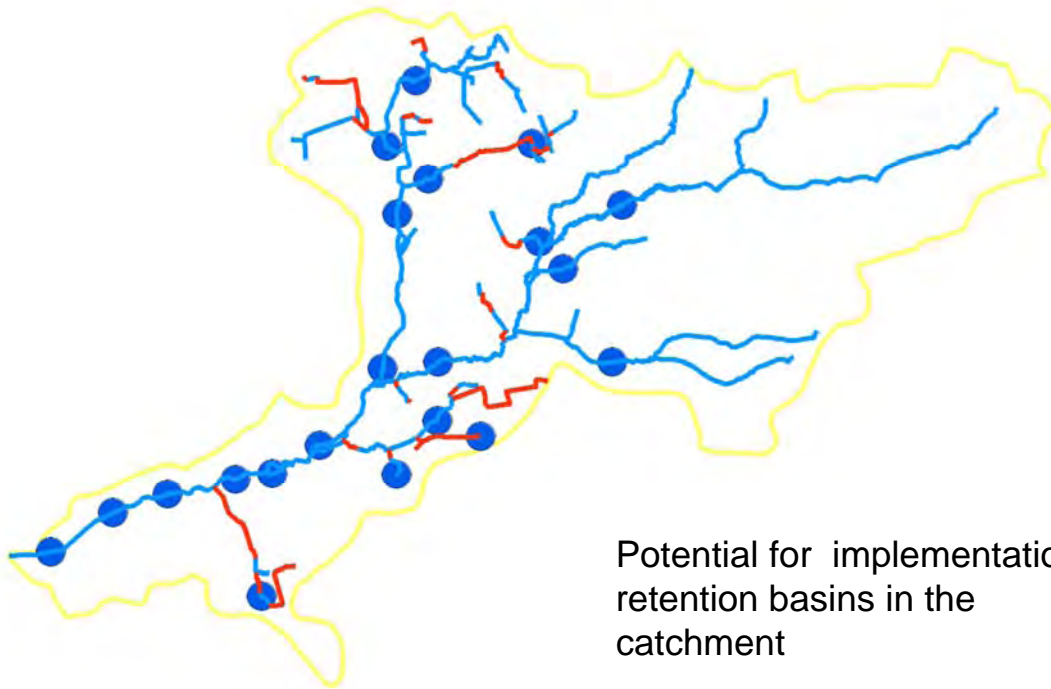 Potential for implementatio
retention basins in the
catchment